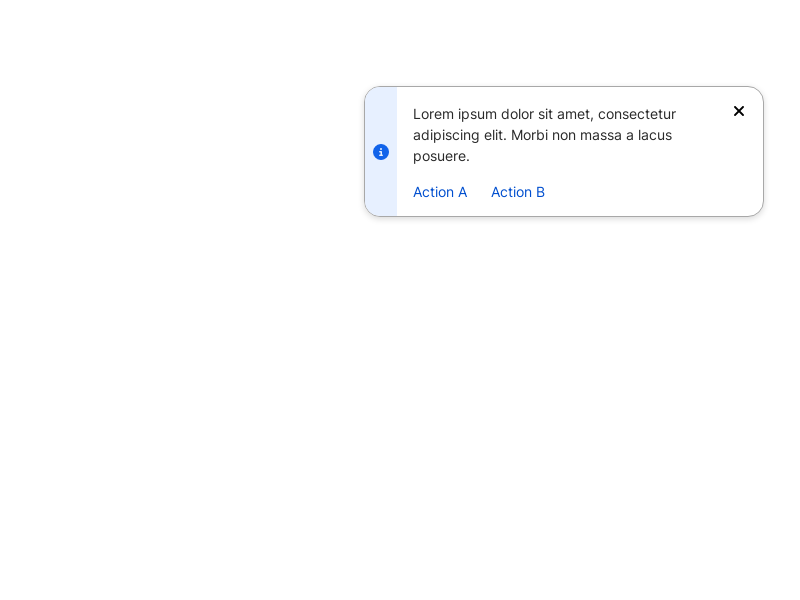 Lorem ipsum dolor sit amet, consectetur
adipiscing elit. Morbi non massa a lacus
posuere.
Action A Action B